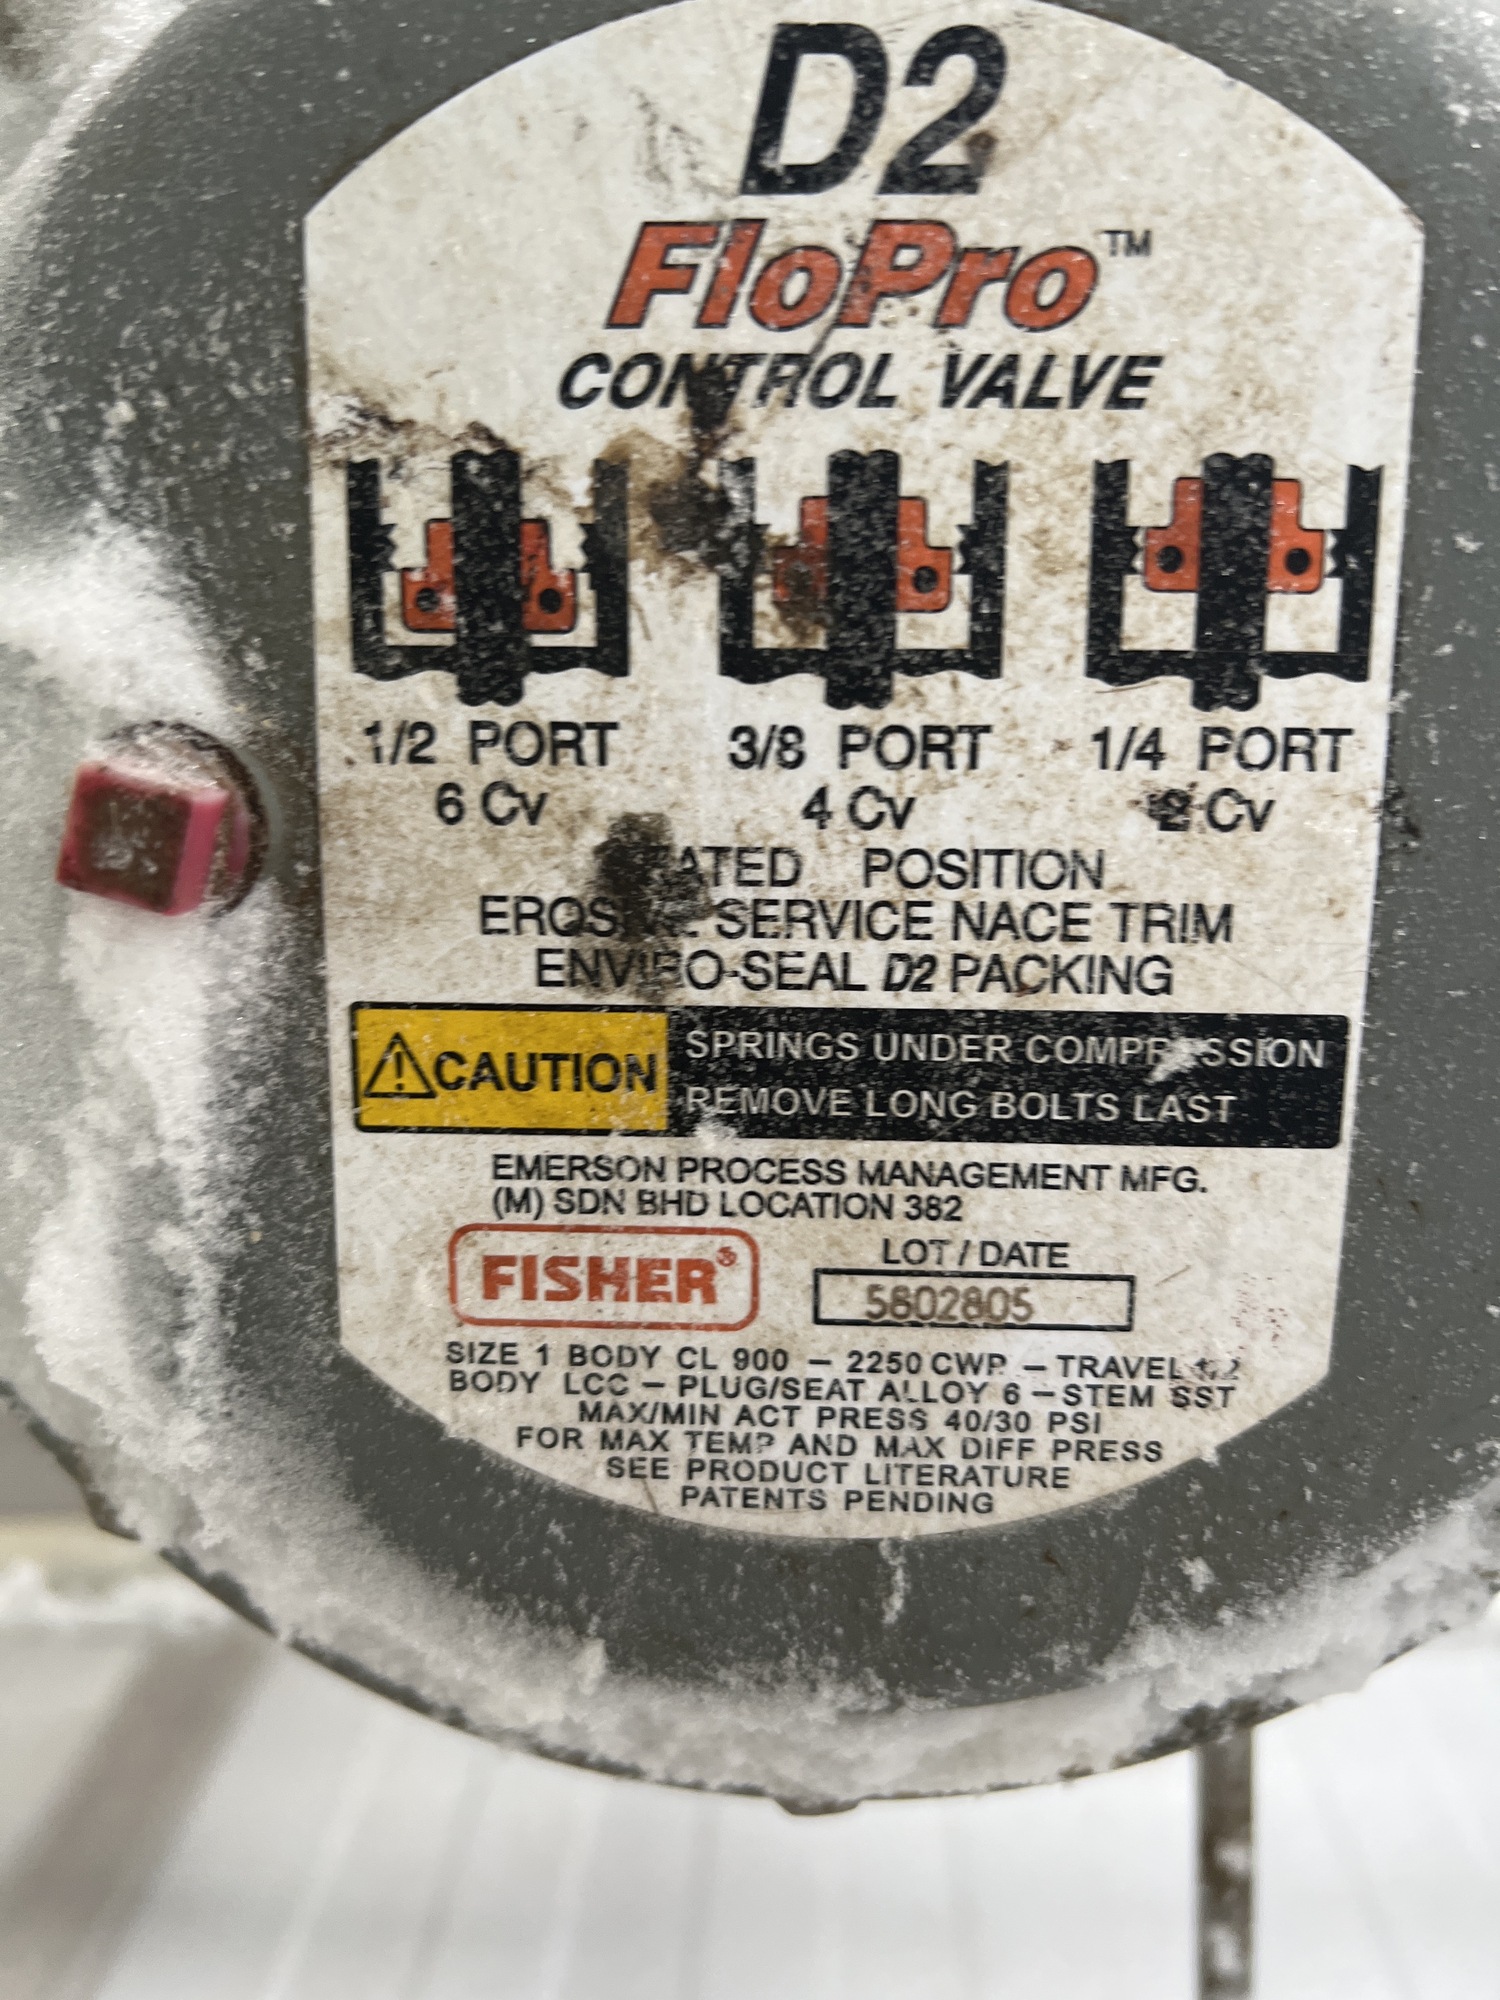 D2
FloPro™
CONTROL VALVE
1/2 PORT 3/8 PORT 1/4 PORT
6 Cv 4 Cv Cv
POSITION
SERVICE NACE TRIM
ENVIRO-SEAL D2 PACKING
CAUTION
SPRINGS UNDER COMPRESSION
REMOVE LONG BOLTS LAST
EMERSON PROCESS MANAGEMENT MFG.
(M) SDN BHD LOCATION 382
FISHER®
LOT / DATE
5802805
SIZE 1 BODY CL 900 – 2250 CWP – TRAVEL
BODY LCC – PLUG/SEAT ALLOY 6 – STEM SST
MAX/MIN ACT PRESS 40/30 PSI
FOR MAX TEMP AND MAX DIFF PRESS
SEE PRODUCT LITERATURE
PATENTS PENDING